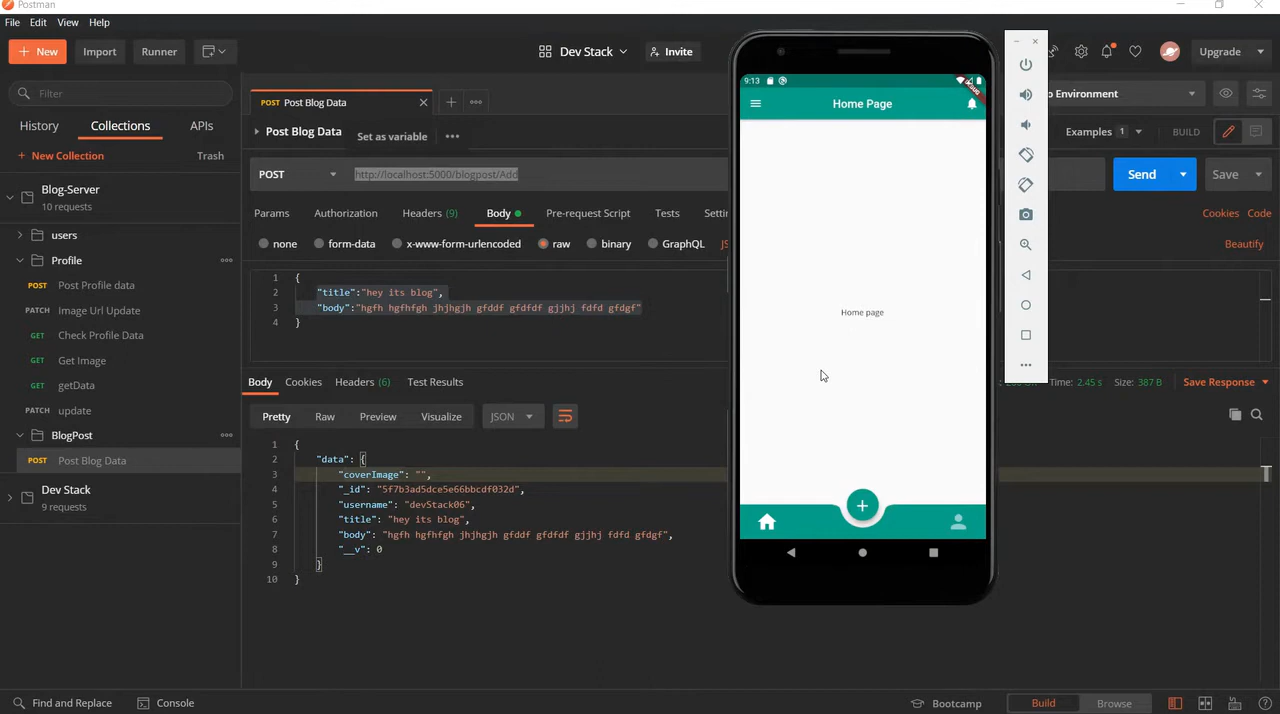 Postman
File Edit View Help
New Import Runner Dev Stack Invite Upgrade
Filter
History Collections APIs
New Collection Trash
Blog-Server
10 requests
users
Profile
POST Post Profile data
PATCH Image Url Update
GET Check Profile Data
GET Get Image
GET getData
PATCH update
BlogPost
POST Post Blog Data
Dev Stack
9 requests
POST Post Blog Data
Environment
Post Blog Data Set as variable
Examples 1 BUILD
POST http://localhost:5000/blogpost/Add
Send Save
Params Authorization Headers (9) Body Pre-request Script Tests
Cookies Code
none form-data x-www-form-urlencoded raw binary GraphQL
Beautify
1 {
2 "title":"hey its blog",
3 "body":"hgfh hgfhfgh jhjhgjh gfddf gfdfdf gjjhj fdfd gfdgf"
4 }
Body Cookies Headers (6) Test Results
Time: 2.45 s Size: 387 B Save Response
Pretty Raw Preview Visualize JSON
1 {
2 "data": {
3 "coverImage": "",
4 "_id": "5f7b3ad5dce5e66bbcdf032d",
5 "username": "devStack06",
6 "title": "hey its blog",
7 "body": "hgfh hgfhfgh jhjhgjh gfddf gfdfdf gjjhj fdfd gfdgf",
8 "__v": 0
9 }
10 }
9:13
DEBUG
Home Page
Home page
Find and Replace Console
Bootcamp Build Browse